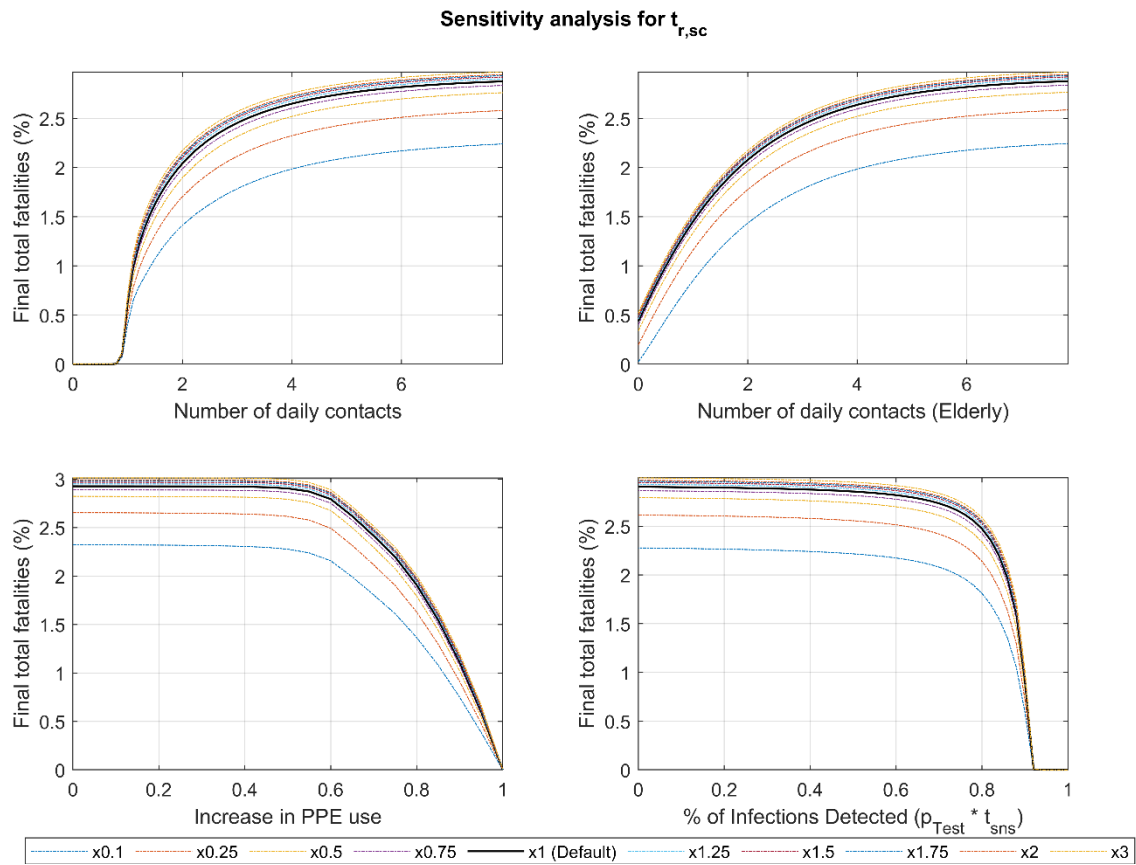 Sensitivity analysis for t_r,sc
Final total fatalities (%)
2.5
2
1.5
1
0.5
0
0 2 4 6
Number of daily contacts
Final total fatalities (%)
2.5
2
1.5
1
0.5
0
0 2 4 6
Number of daily contacts (Elderly)
Final total fatalities (%)
3
2.5
2
1.5
1
0.5
0
0 0.2 0.4 0.6 0.8 1
Increase in PPE use
Final total fatalities (%)
2.5
2
1.5
1
0.5
0
0 0.2 0.4 0.6 0.8 1
% of Infections Detected (p_Test * t_sns)
x0.1 x0.25 x0.5 x0.75 x1 (Default) x1.25 x1.5 x1.75 x2 x3